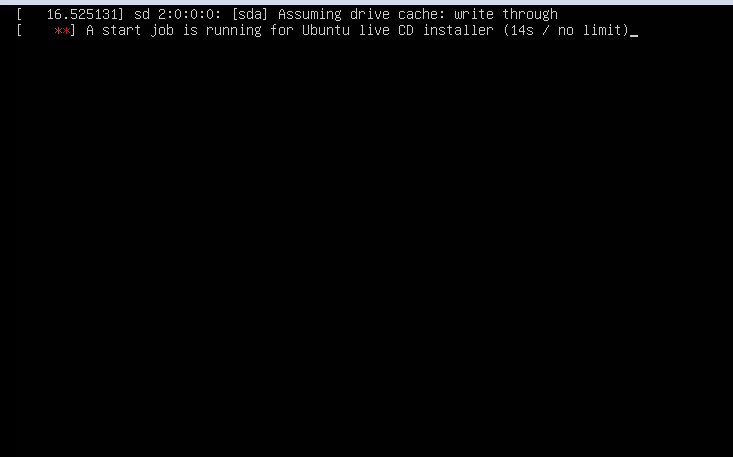 [   16.525131] sd 2:0:0:0: [sda] Assuming drive cache: write through
[    **] A start job is running for Ubuntu live CD installer (14s / no limit)_